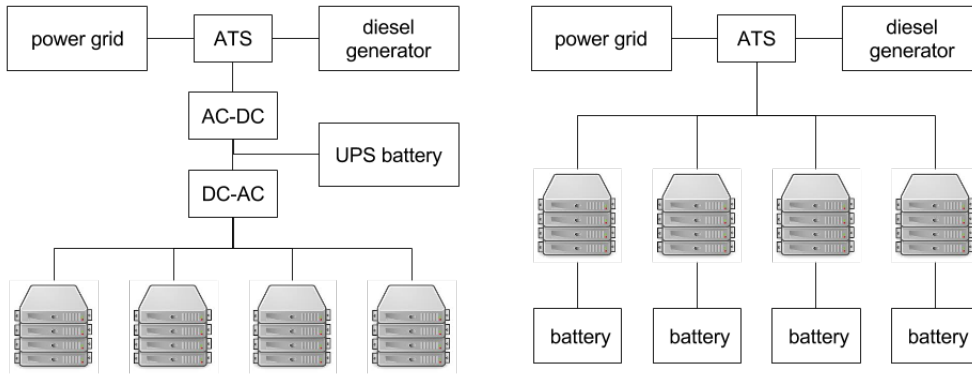 power grid
ATS
diesel
generator
AC-DC
UPS battery
DC-AC
power grid
ATS
diesel
generator
battery
battery
battery
battery